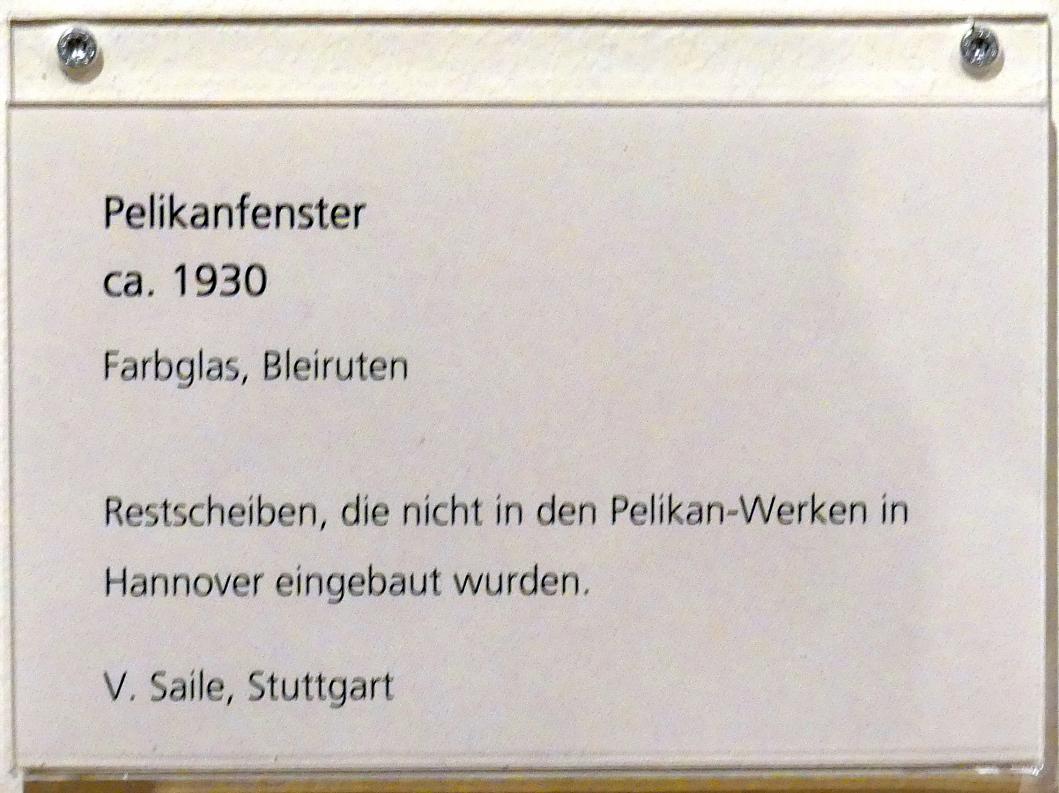 Pelikanfenster
ca. 1930
Farbglas, Bleiruten
Restscheiben, die nicht in den Pelikan-Werken in
Hannover eingebaut wurden.
V. Saile, Stuttgart